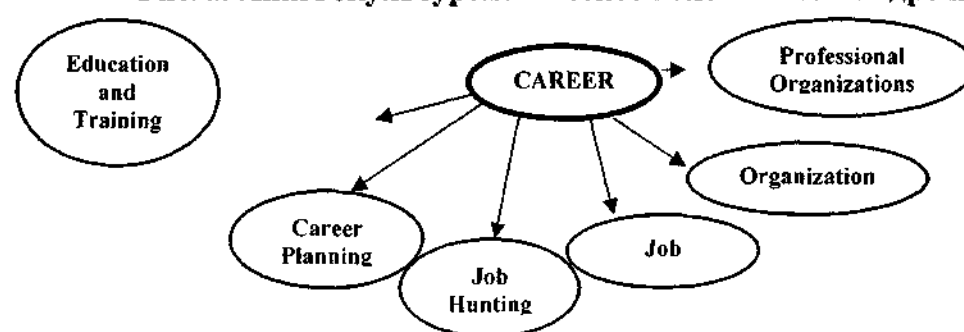 Education
and
Training
CAREER
Professional
Organizations
Organization
Career
Planning
Job
Hunting
Job